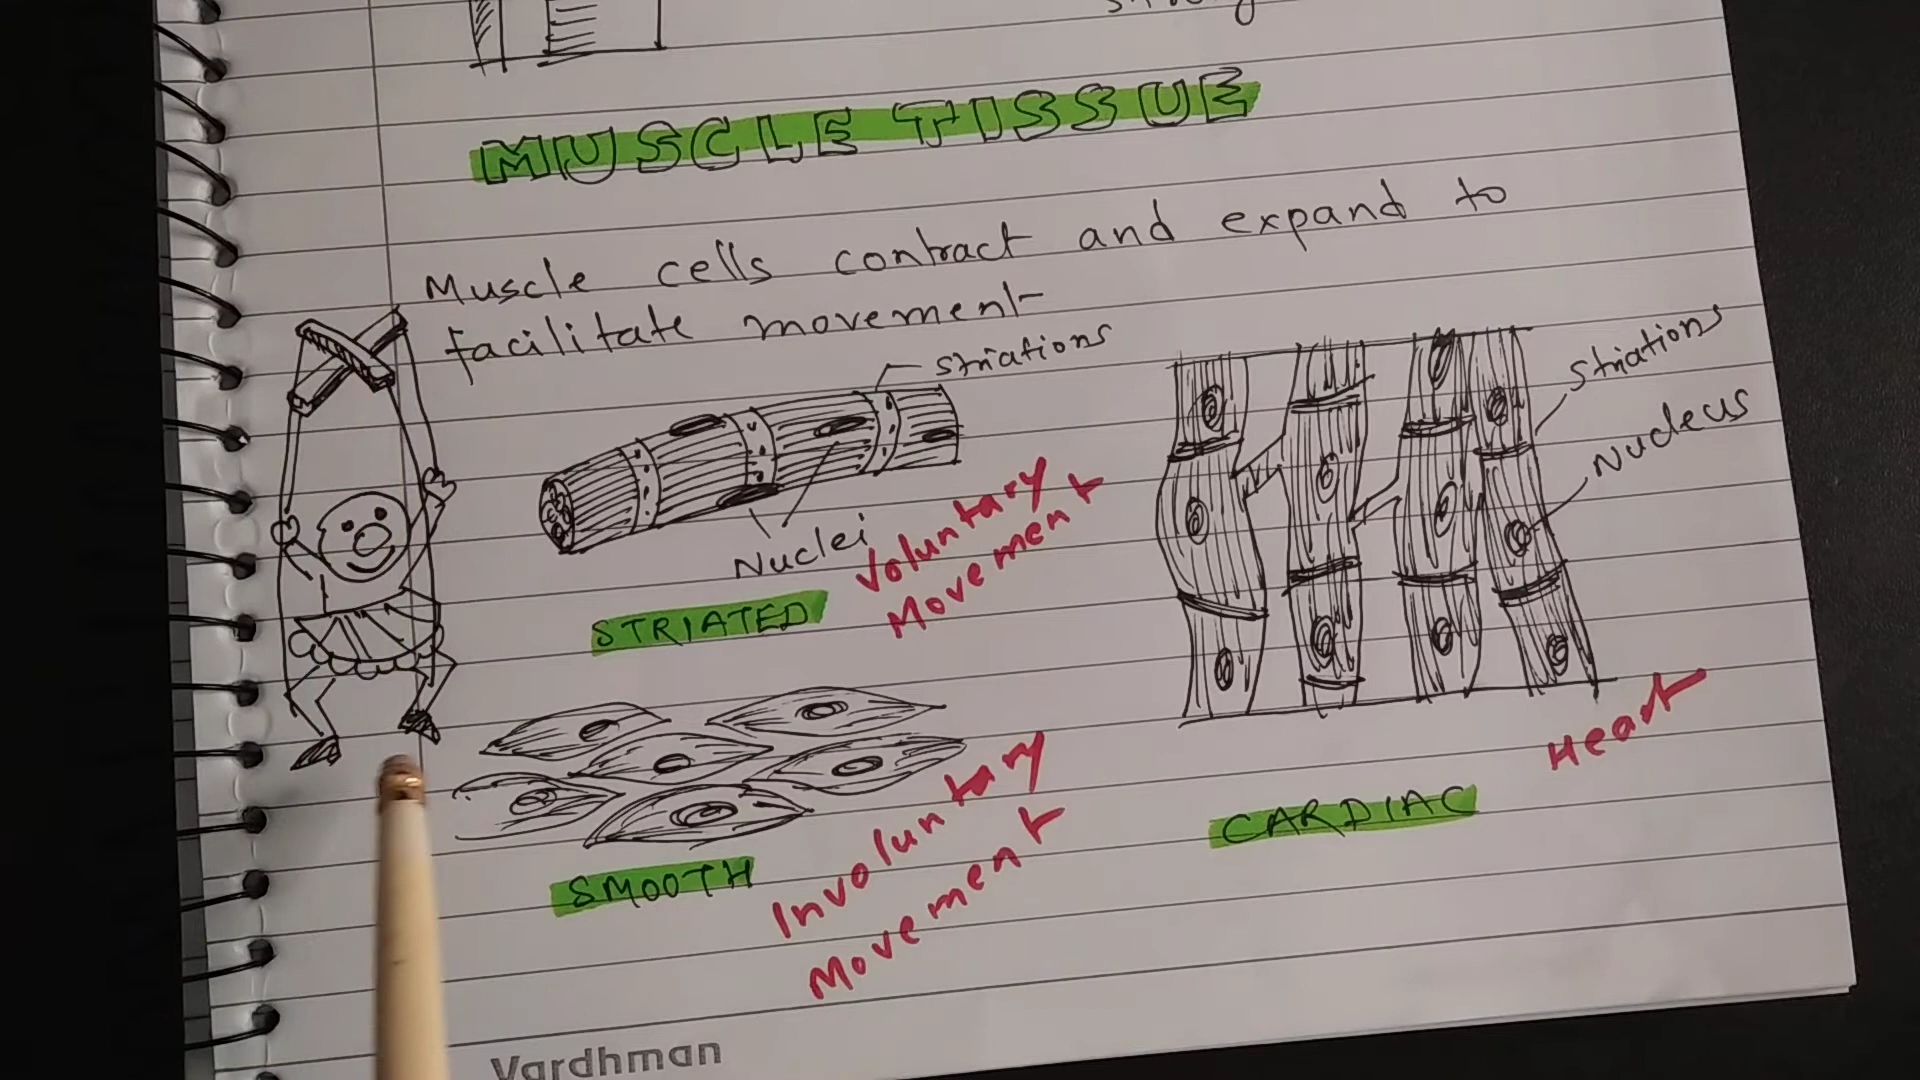 MUSCLE TISSUE
Muscle cells contract and expand to
facilitate movement
striations
Nuclei
Voluntary
Movement
STRIATED
striations
Nucleus
SMOOTH
Involuntary
Movement
Heart
CARDIAC
Vardhman